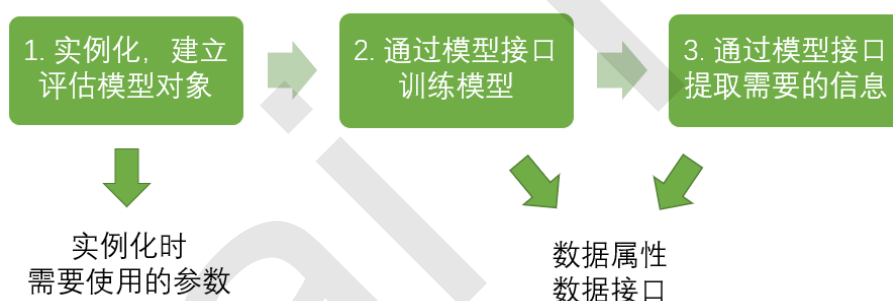 1. 实例化，建立
评估模型对象
2. 通过模型接口
训练模型
3. 通过模型接口
提取需要的信息
实例化时
需要使用的参数
数据属性
数据接口